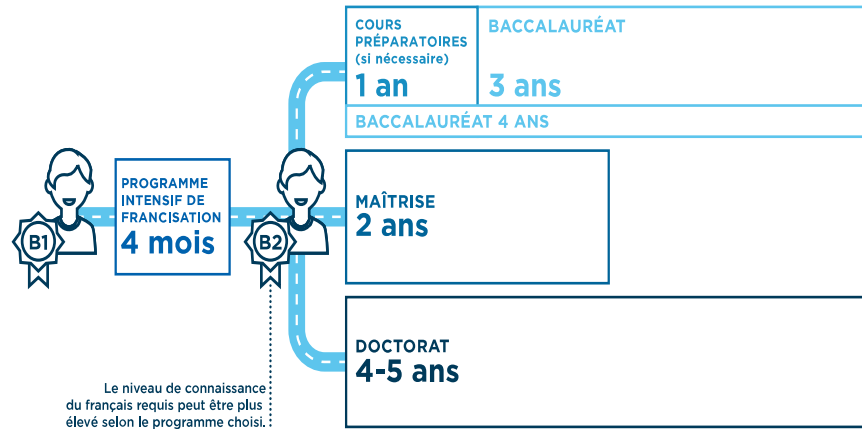 B1
PROGRAMME
INTENSIF DE
FRANCISATION
4 mois
B2
Le niveau de connaissance
du français requis peut être plus
élevé selon le programme choisi.
COURS
PRÉPARATOIRES
(si nécessaire)
1 an
BACCALAURÉAT
3 ans
BACCALAURÉAT 4 ANS
MAÎTRISE
2 ans
DOCTORAT
4-5 ans